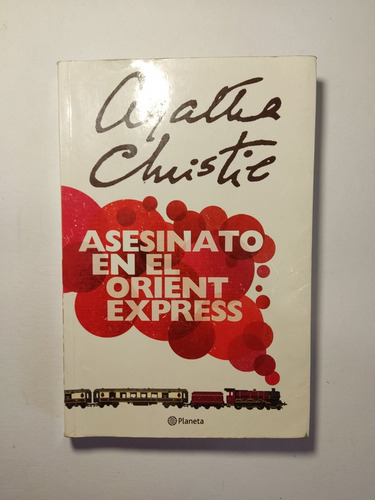 Agatha
Christie
ASESINATO
EN EL
ORIENT
EXPRESS
Planeta